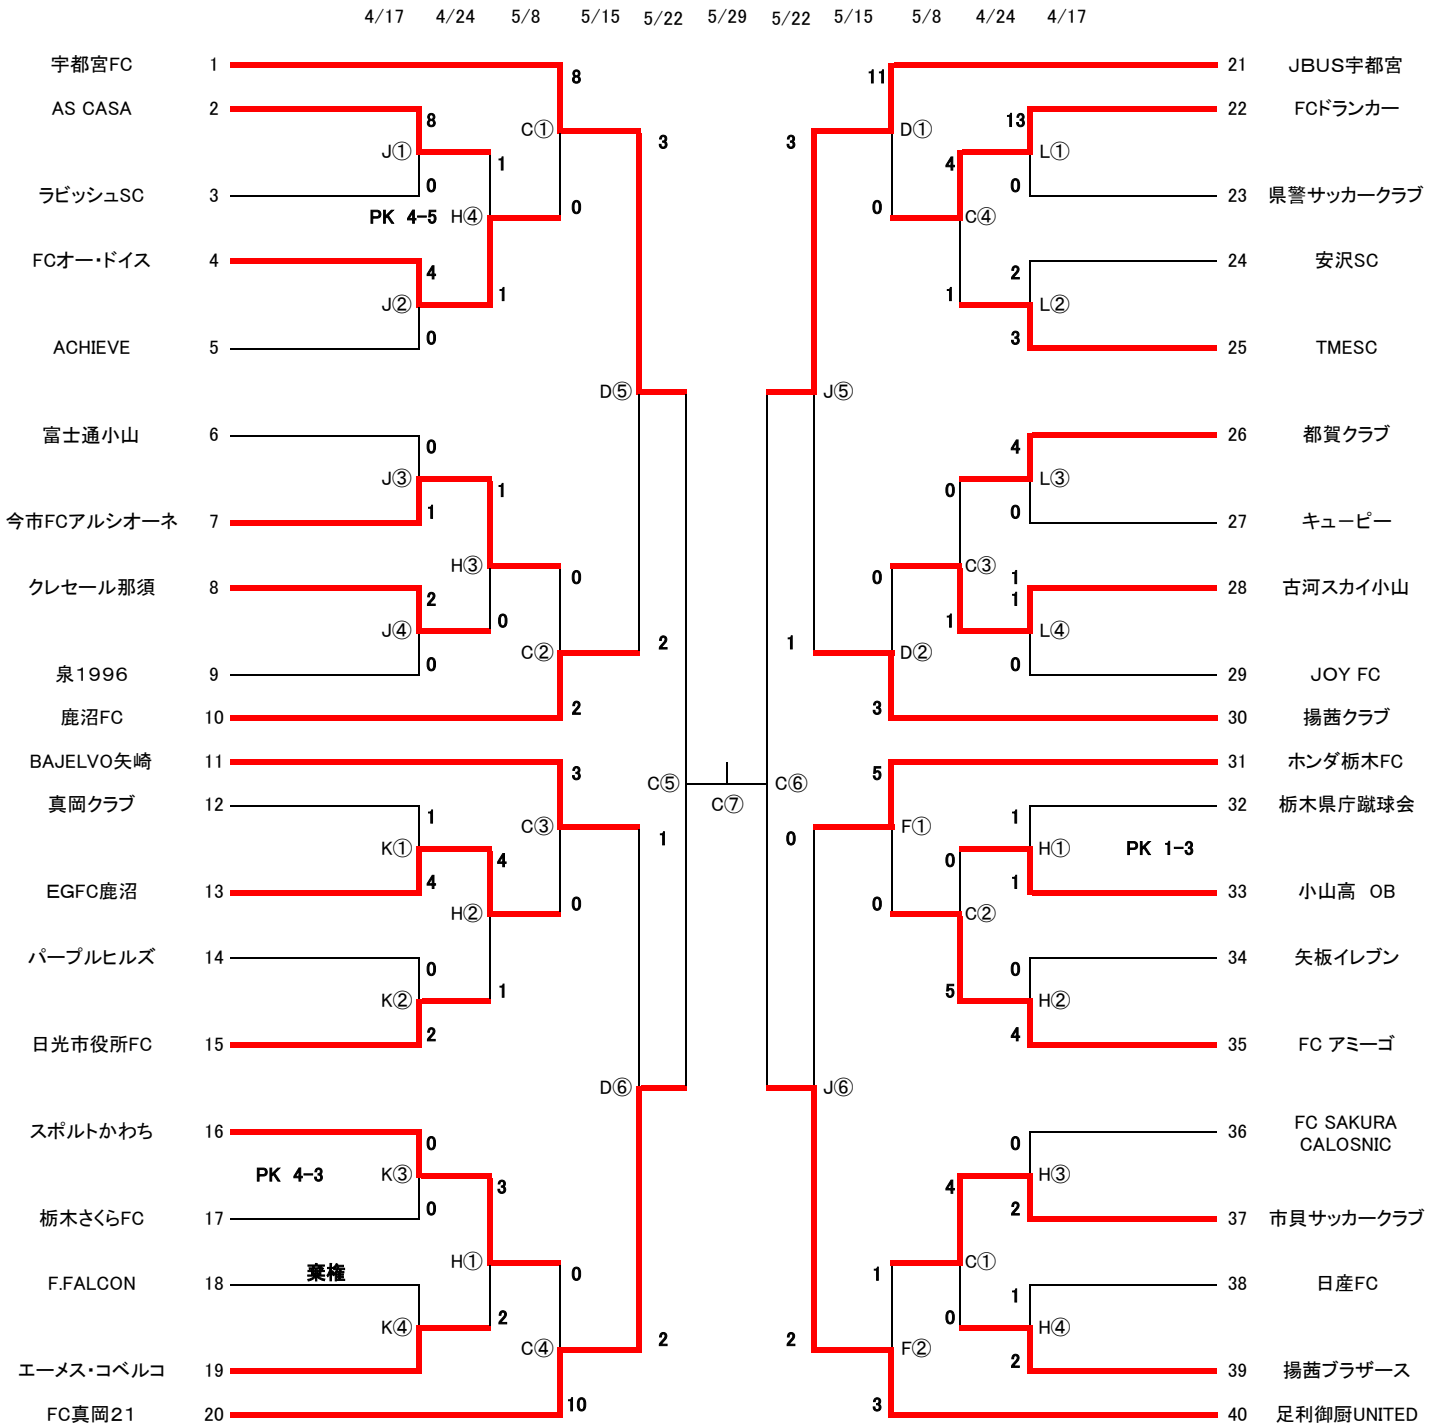 4/17 4/24 5/8 5/15 5/22 5/29 5/22 5/15 5/8 4/24 4/17
宇都宮FC 1 8 11 21 JBUS宇都宮
AS CASA 2 8 C① 3 3 D① 13 22 FCドランカー
J① 1 4 L①
ラビッシュSC 3 0 0 0 0 23 県警サッカークラブ
PK 4-5 H④ C④
FCオー・ドイス 4 4 2 24 安沢SC
J② 1 1 L②
ACHIEVE 5 0 3 25 TMESC
D⑤ J⑤
富士通小山 6 0 4 26 都賀クラブ
J③ 1 0 L③
今市FCアルシオーネ 7 1 0 27 キューピー
H③ 0 0 C③ 1
クレセール那須 8 2 1 28 古河スカイ小山
J④ 0 1 L④
C② 2 1 D②
泉1996 9 0 0 29 JOY FC
鹿沼FC 10 2 3 30 揚茜クラブ
BAJELVO矢崎 11 3 5 31 ホンダ栃木FC
C⑤ C⑦ C⑥
真岡クラブ 12 1 1 32 栃木県庁蹴球会
C③ 1 0 F①
K① 4 0 H① PK 1-3
EGFC鹿沼 13 4 0 0 1 33 小山高 OB
H② C②
パープルヒルズ 14 0 0 34 矢板イレブン
K② 1 5 H②
日光市役所FC 15 2 4 35 FC アミーゴ
D⑥ J⑥
スポルトかわち 16 0 0 36 FC SAKURA
CALOSNIC
PK 4-3 K③ 3 4 H③
栃木さくらFC 17 0 2 37 市貝サッカークラブ
H① 0 1 C①
F.FALCON 18 棄権 1 38 日産FC
K④ 2 0 H④
C④ 2 2 F②
エーメス・コベルコ 19 2 39 揚茜ブラザース
FC真岡21 20 10 3 40 足利御厨UNITED